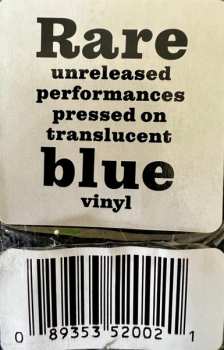 Rare
unreleased
performances
pressed on
translucent
blue
vinyl
0 89353 52002 1